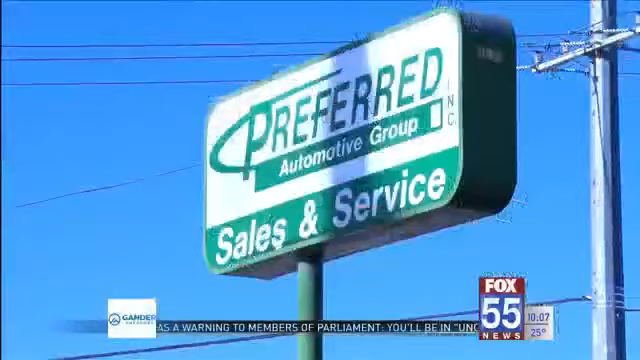 PREFERRED
INC.
Automotive Group
Sales & Service
FOX
55
NEWS
10:07
25°
GANDER
AS A WARNING TO MEMBERS OF PARLIAMENT: YOU'LL BE IN "UNC